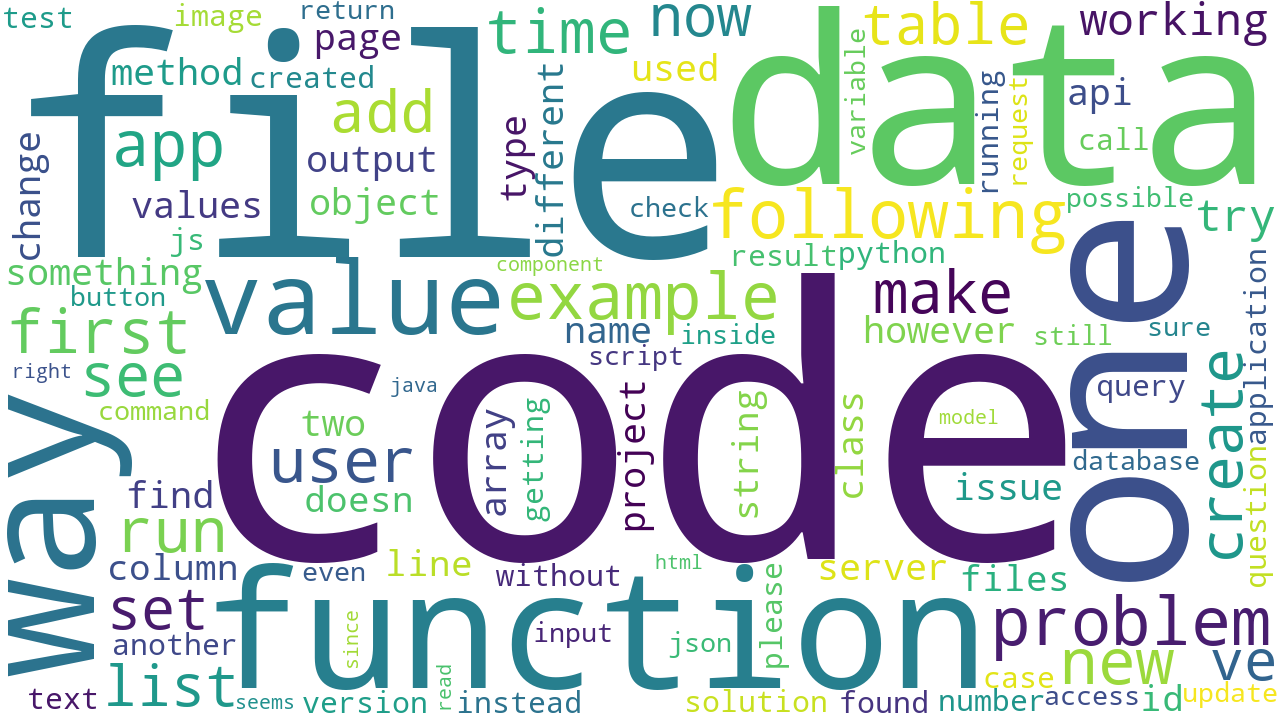 test
image
return
file
data
page
time
now
table
working
method
created
used
variable
api
add
app
output
type
different
running
request
call
change
values
object
check
following
possible
try
js
something
component
result
python
button
value
example
make
one
application
first
name
inside
however
still
sure
right
see
java
script
code
query
create
command
two
user
array
getting
project
string
class
model
way
find
doesn
issue
database
question
run
column
even
line
without
html
please
server
files
set
function
problem
another
since
input
json
new
ve
list
text
seems
version
read
instead
solution
found
number
case
access
id
update